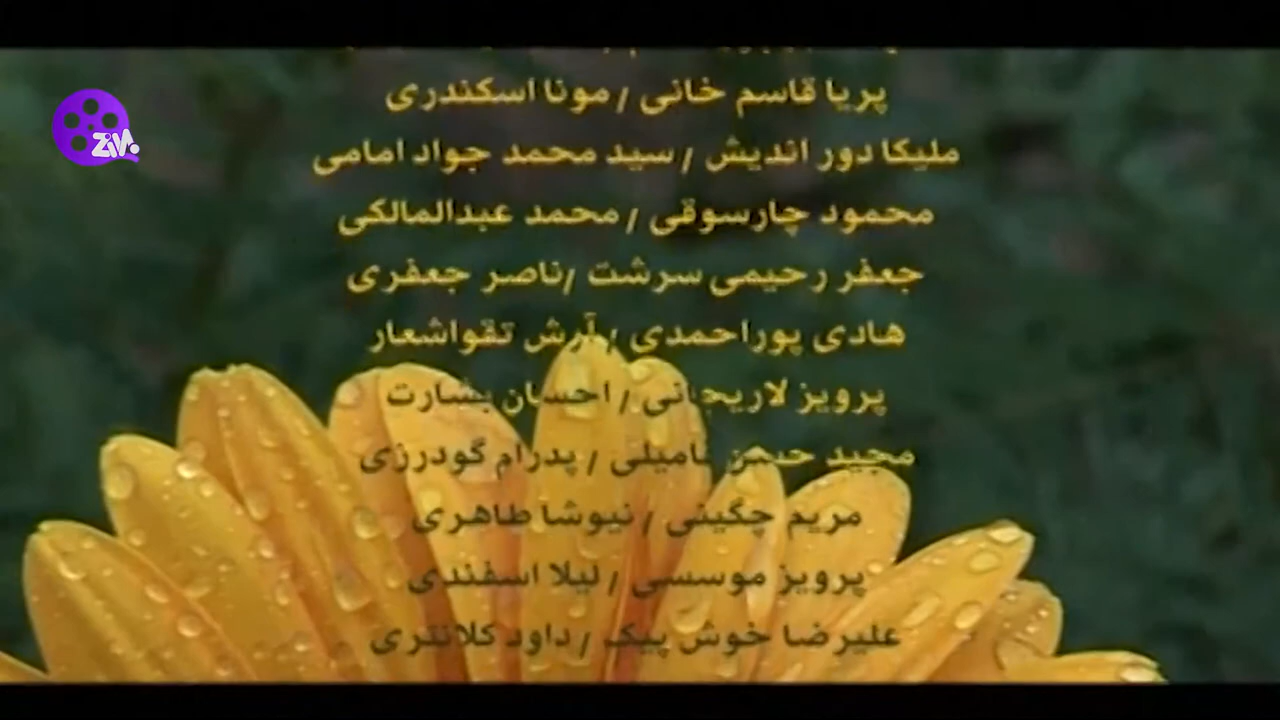 پریا قاسم خانی / مونا اسکندری
ZiVA.
ملیکا دور اندیش / سید محمد جواد امامی
محمود چارسوقی / محمد عبدالمالکی
جعفر رحیمی سرشت / ناصر جعفری
هادی پوراحمدی / آرش تقواشعار
پرویز لاریجانی / احسان بشارت
مجید حسن نامیلی / پدرام گودرزی
مریم چگینی / نیوشا طاهری
پرویز موسسی / لیلا اسفندی
علیرضا خوش پیک / داود کلانتری